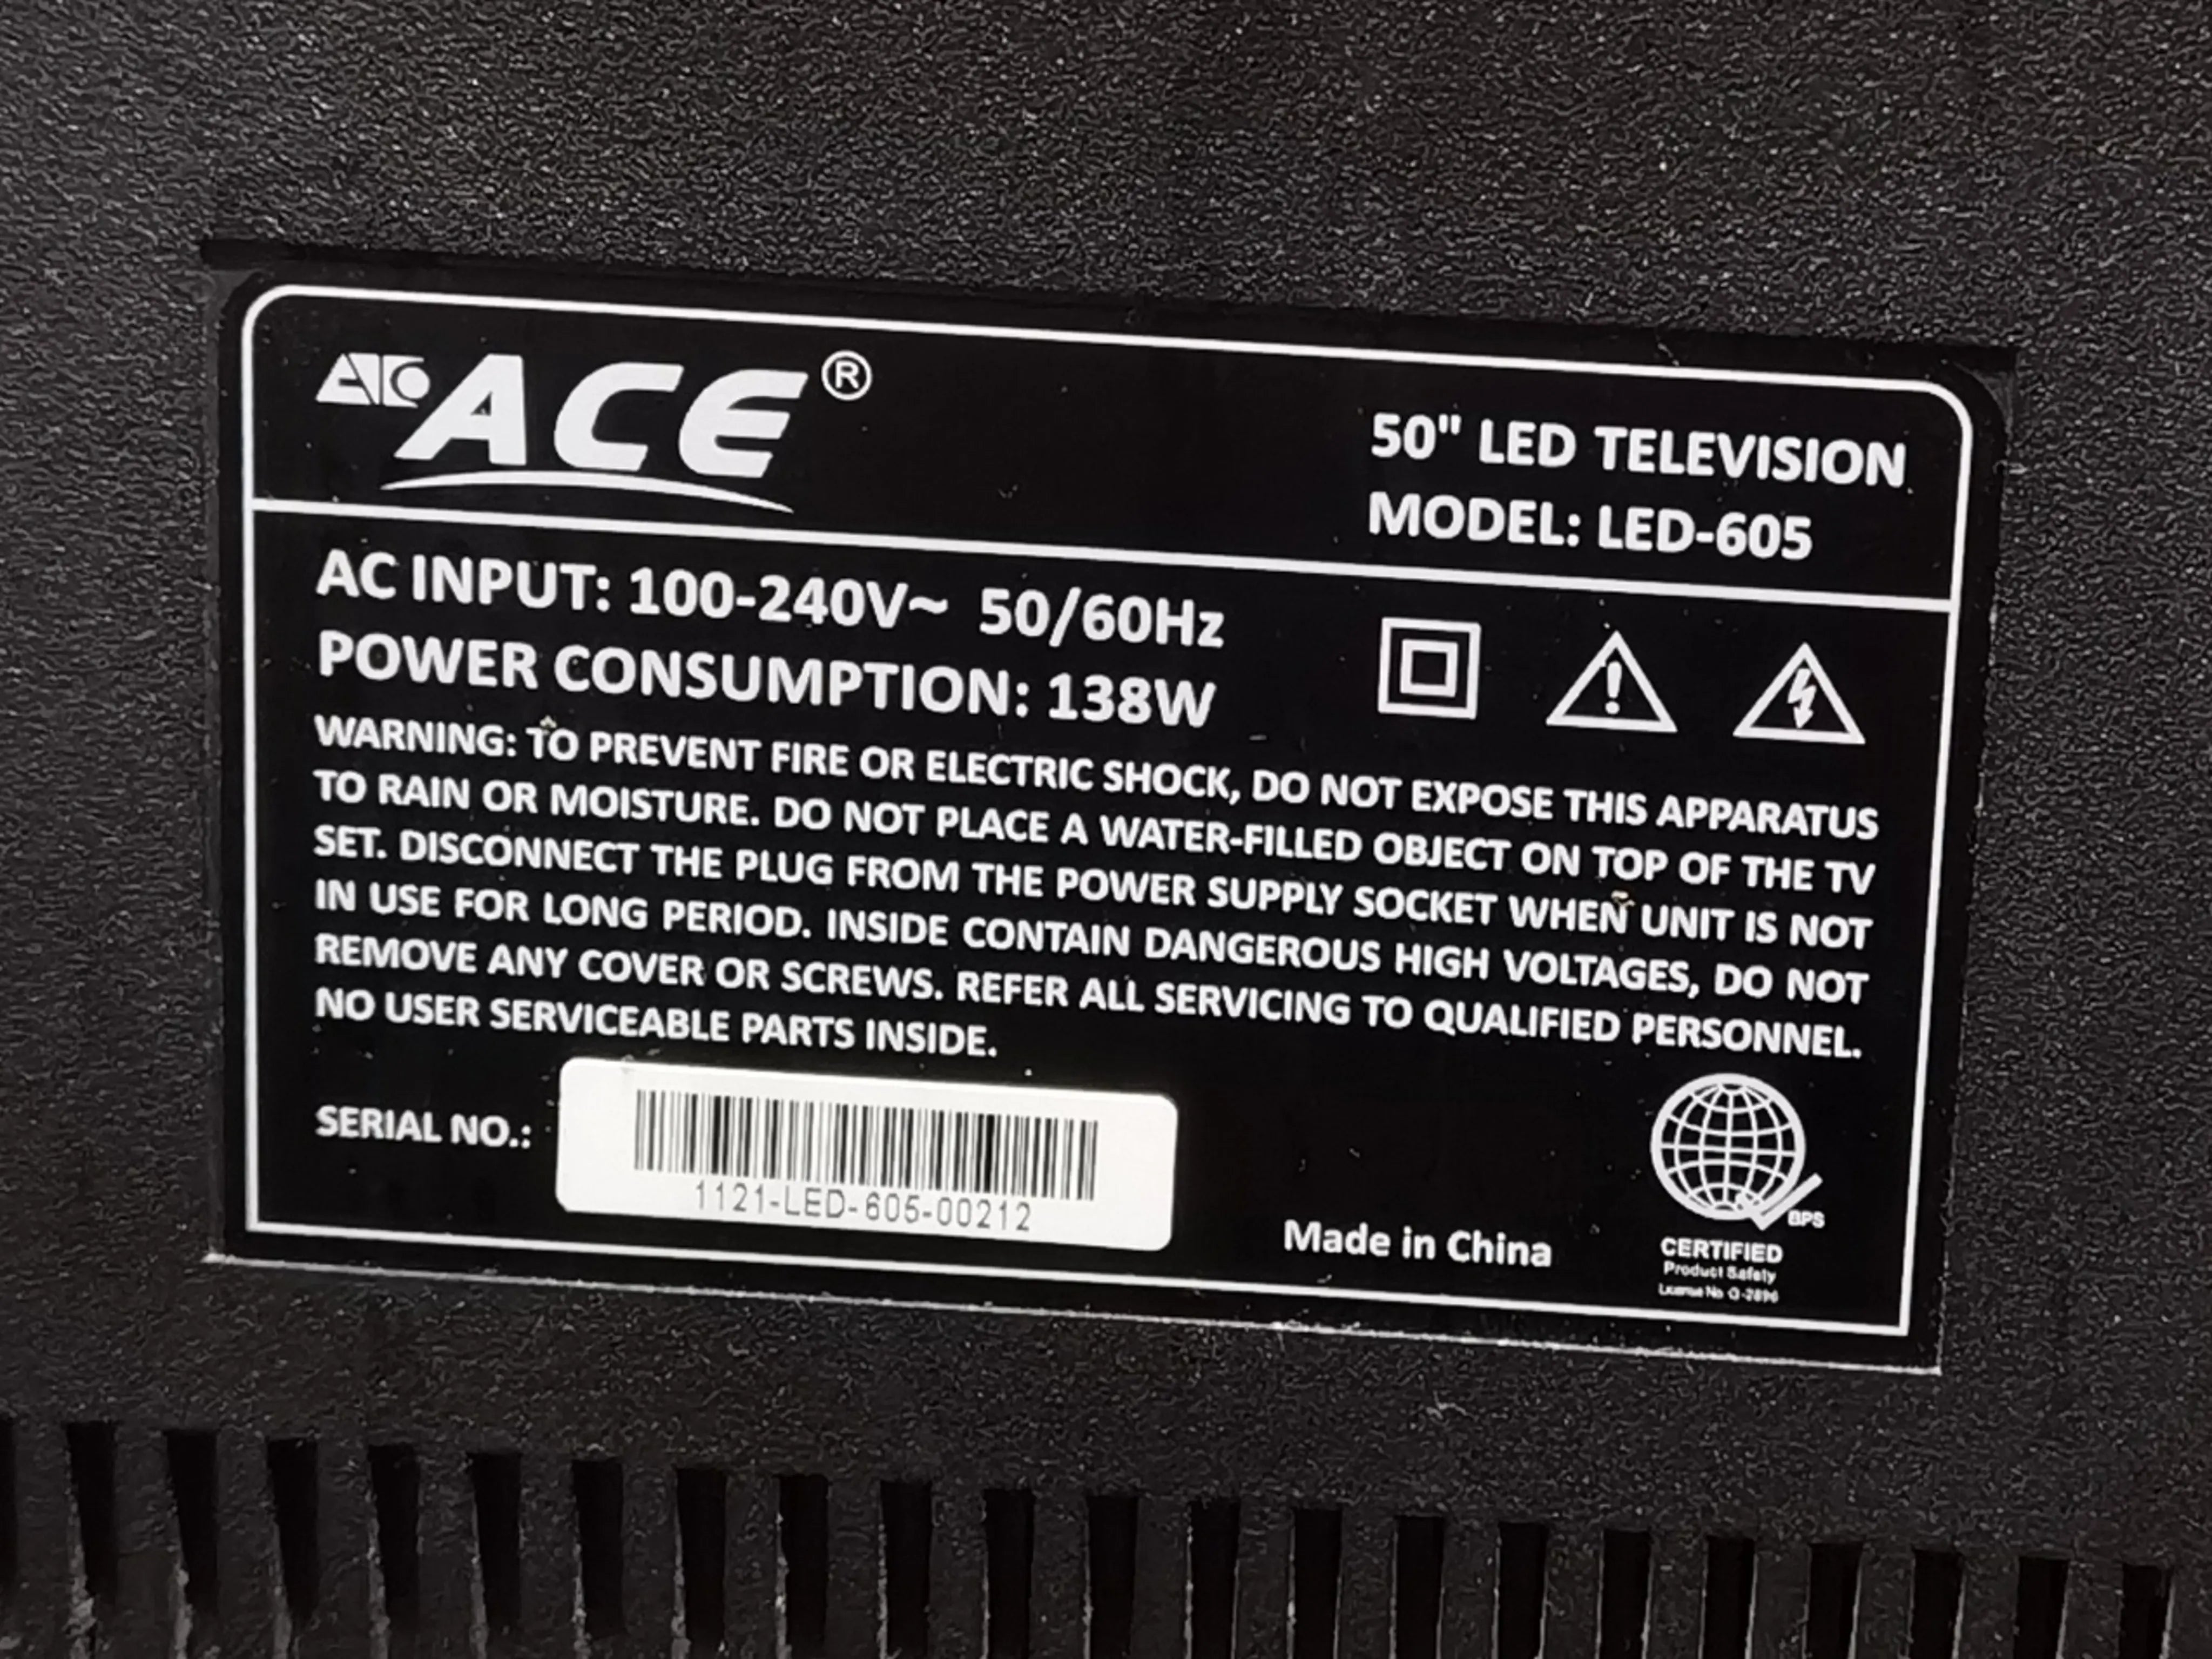 ACE®
50" LED TELEVISION
MODEL: LED-605
AC INPUT: 100-240V~ 50/60Hz
POWER CONSUMPTION: 138W
WARNING: TO PREVENT FIRE OR ELECTRIC SHOCK, DO NOT EXPOSE THIS APPARATUS
TO RAIN OR MOISTURE. DO NOT PLACE A WATER-FILLED OBJECT ON TOP OF THE TV
SET. DISCONNECT THE PLUG FROM THE POWER SUPPLY SOCKET WHEN UNIT IS NOT
IN USE FOR LONG PERIOD. INSIDE CONTAIN DANGEROUS HIGH VOLTAGES, DO NOT
REMOVE ANY COVER OR SCREWS. REFER ALL SERVICING TO QUALIFIED PERSONNEL.
NO USER SERVICEABLE PARTS INSIDE.
SERIAL NO.:
1121-LED-605-00212
Made in China
BPS
CERTIFIED
Product Safety
License No Q-2896